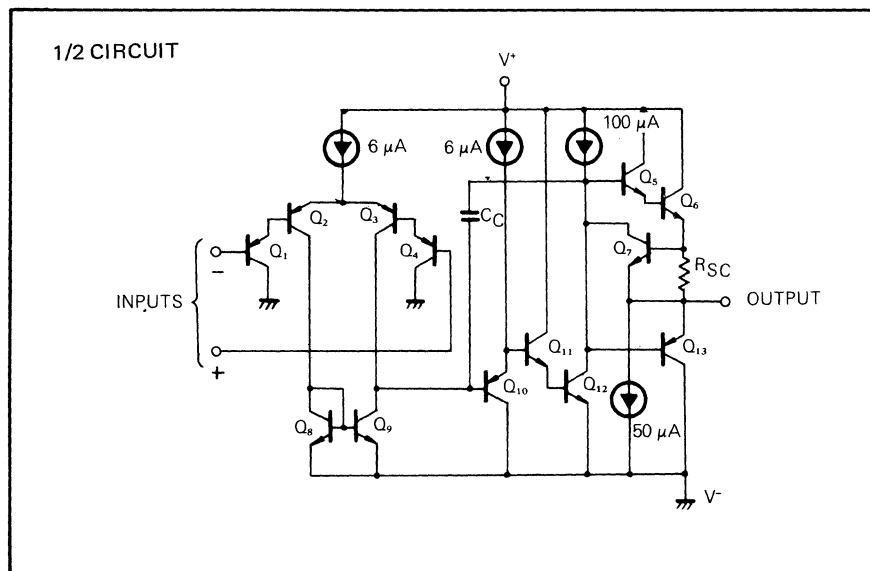 1/2 CIRCUIT
V+
6 µA
6 µA
100 µA
Q5
Q6
Q2
Q3
CC
Q1
Q4
Q7
RSC
−
INPUTS
OUTPUT
+
Q11
Q13
Q10
Q12
Q8
Q9
50 µA
V−